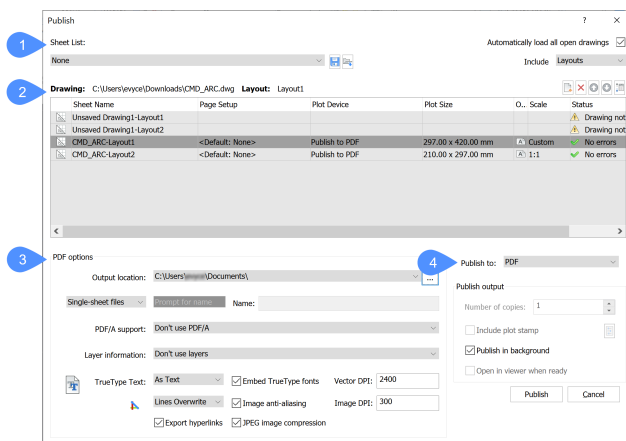 Publish
? ×
1
Sheet List:
Automatically load all open drawings
None
Include Layouts
2
Drawing: C:\Users\evyce\Downloads\CMD_ARC.dwg Layout: Layout1
Sheet Name Page Setup Plot Device Plot Size O.. Scale Status
Unsaved Drawing1-Layout1 Drawing not
Unsaved Drawing1-Layout2 Drawing not
CMD_ARC-Layout1 <Default: None> Publish to PDF 297.00 x 420.00 mm A Custom No errors
CMD_ARC-Layout2 <Default: None> Publish to PDF 210.00 x 297.00 mm A 1:1 No errors
3
PDF options
4
Publish to: PDF
Output location: C:\Users\ \Documents\ ...
Publish output
Single-sheet files Prompt for name Name:
Number of copies: 1
PDF/A support: Don't use PDF/A
Include plot stamp
Layer information: Don't use layers
Publish in background
Open in viewer when ready
TrueType Text: As Text Embed TrueType fonts Vector DPI: 2400
Lines Overwrite Image anti-aliasing Image DPI: 300
Publish Cancel
Export hyperlinks JPEG image compression